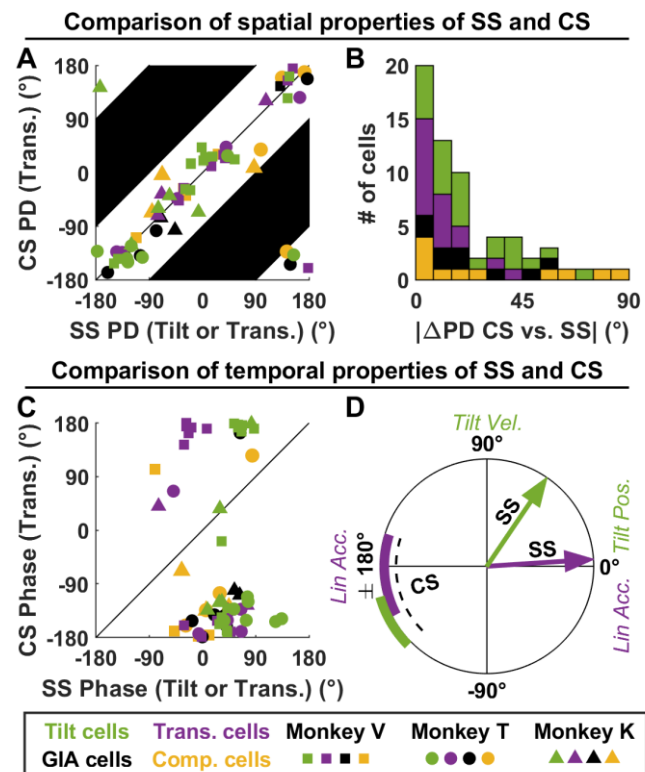 Comparison of spatial properties of SS and CS
A
B
180
90
0
-90
-180
CS PD (Trans.) (°)
-180 -90 0 90 180
SS PD (Tilt or Trans.) (°)
20
15
10
5
0
# of cells
0 45 90
|ΔPD CS vs. SS| (°)
Comparison of temporal properties of SS and CS
C
D
180
90
0
-90
-180
CS Phase (Trans.) (°)
-180 -90 0 90 180
SS Phase (Tilt or Trans.) (°)
Tilt Vel.
90°
SS
SS
Tilt Pos.
0°
Lin Acc.
Lin Acc.
± 180°
CS
-90°
Tilt cells Trans. cells Monkey V Monkey T Monkey K
GIA cells Comp. cells